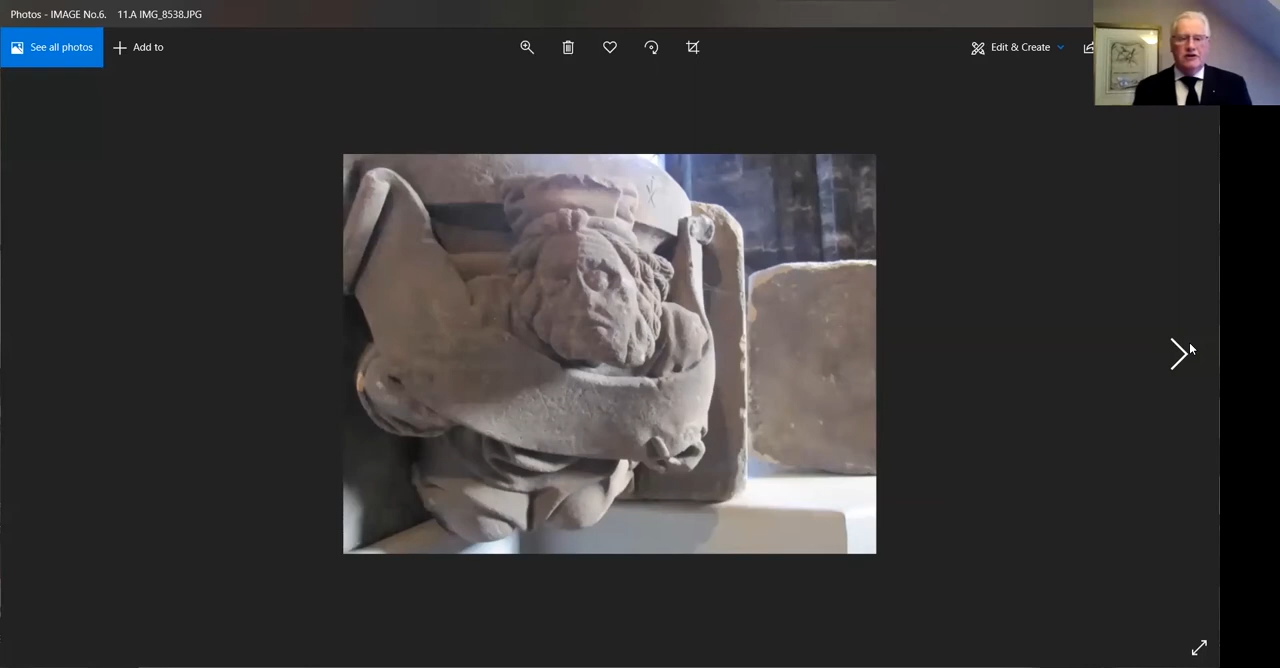 Photos - IMAGE No.6. 11.A IMG_8538.JPG
See all photos
Add to
Edit & Create